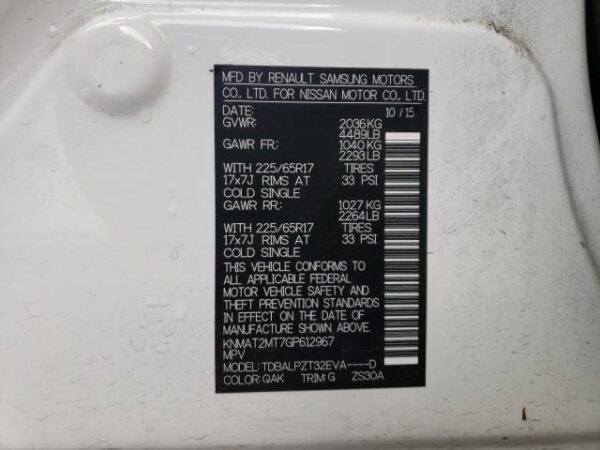 MFD BY RENAULT SAMSUNG MOTORS
CO., LTD. FOR NISSAN MOTOR CO., LTD.
DATE: 10 / 15
GVWR: 2036KG
4489LB
GAWR FR: 1040 KG
2293LB
WITH 225/65R17 TIRES
17x7J RIMS AT 33 PSI
COLD SINGLE
GAWR RR: 1027 KG
2264LB
WITH 225/65R17 TIRES
17x7J RIMS AT 33 PSI
COLD SINGLE
THIS VEHICLE CONFORMS TO
ALL APPLICABLE FEDERAL
MOTOR VEHICLE SAFETY AND
THEFT PREVENTION STANDARDS
IN EFFECT ON THE DATE OF
MANUFACTURE SHOWN ABOVE.
KNMAT2MT7GP612967
MPV
MODEL: TDBALPZT32EVA----D
COLOR: QAK TRIM: G ZS30A